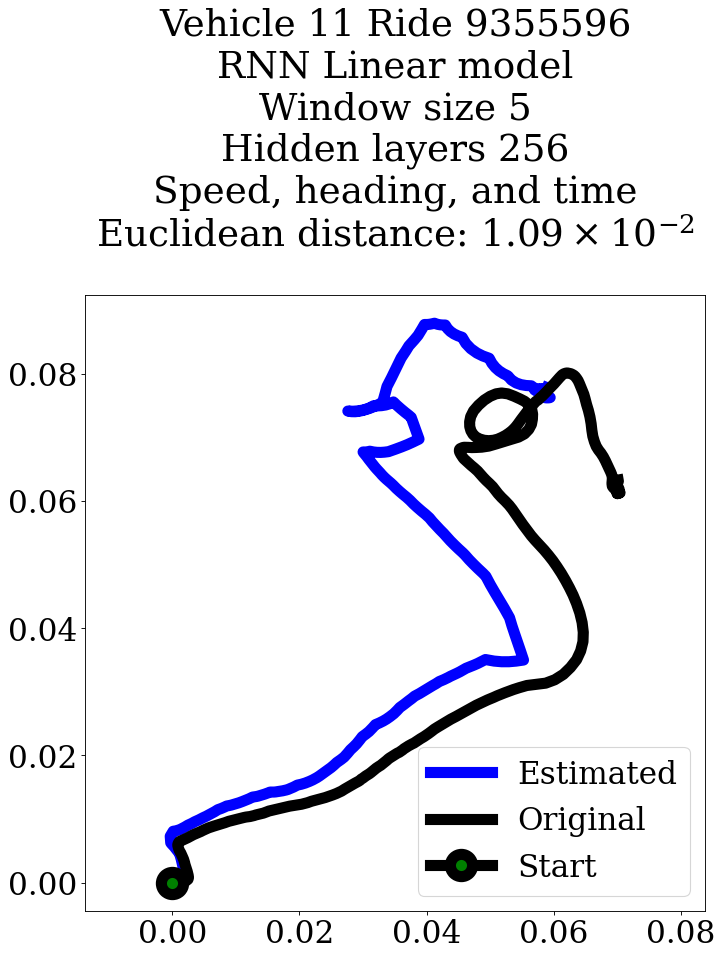 Vehicle 11 Ride 9355596
RNN Linear model
Window size 5
Hidden layers 256
Speed, heading, and time
Euclidean distance: 1.09 × 10⁻²
0.08
0.06
0.04
0.02
0.00
Estimated
Original
Start
0.00 0.02 0.04 0.06 0.08